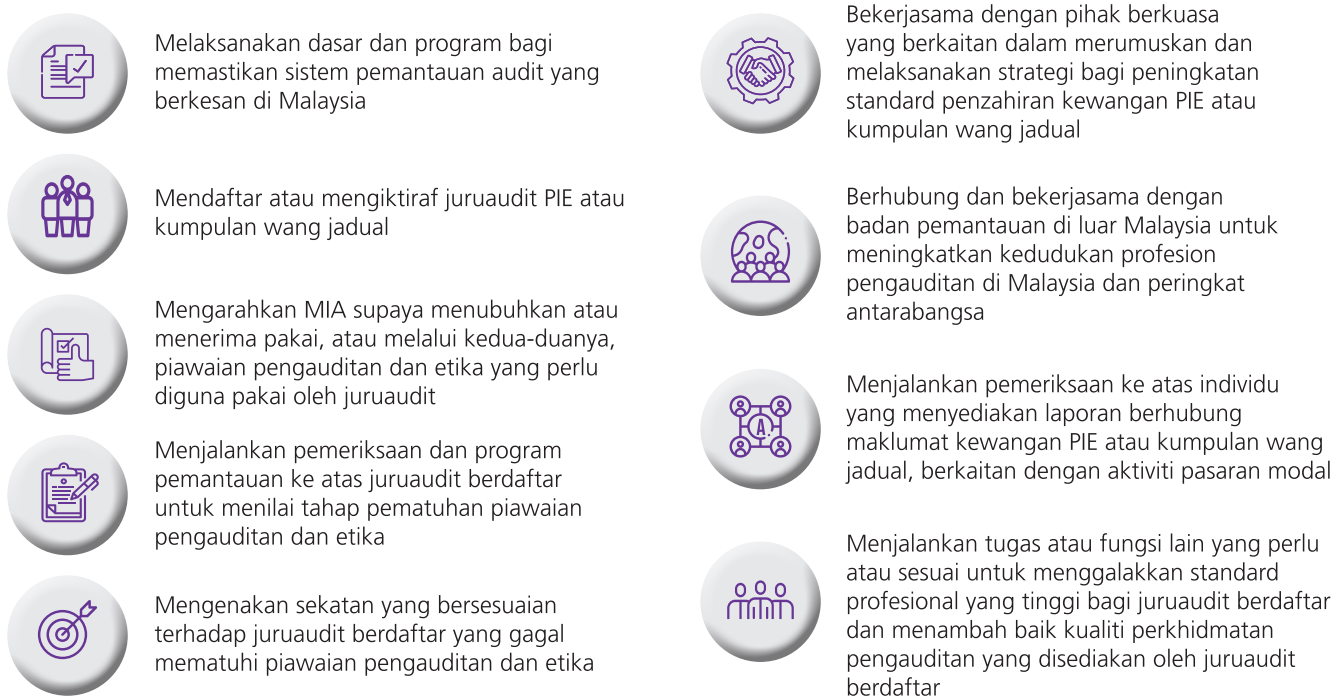 Melaksanakan dasar dan program bagi
memastikan sistem pemantauan audit yang
berkesan di Malaysia
Mendaftar atau mengiktiraf juruaudit PIE atau
kumpulan wang jadual
Mengarahkan MIA supaya menubuhkan atau
menerima pakai, atau melalui kedua-duanya,
piawaian pengauditan dan etika yang perlu
diguna pakai oleh juruaudit
Menjalankan pemeriksaan dan program
pemantauan ke atas juruaudit berdaftar
untuk menilai tahap pematuhan piawaian
pengauditan dan etika
Mengenakan sekatan yang bersesuaian
terhadap juruaudit berdaftar yang gagal
mematuhi piawaian pengauditan dan etika
Bekerjasama dengan pihak berkuasa
yang berkaitan dalam merumuskan dan
melaksanakan strategi bagi peningkatan
standard penzahiran kewangan PIE atau
kumpulan wang jadual
Berhubung dan bekerjasama dengan
badan pemantauan di luar Malaysia untuk
meningkatkan kedudukan profesion
pengauditan di Malaysia dan peringkat
antarabangsa
A
Menjalankan pemeriksaan ke atas individu
yang menyediakan laporan berhubung
maklumat kewangan PIE atau kumpulan wang
jadual, berkaitan dengan aktiviti pasaran modal
Menjalankan tugas atau fungsi lain yang perlu
atau sesuai untuk menggalakkan standard
profesional yang tinggi bagi juruaudit berdaftar
dan menambah baik kualiti perkhidmatan
pengauditan yang disediakan oleh juruaudit
berdaftar